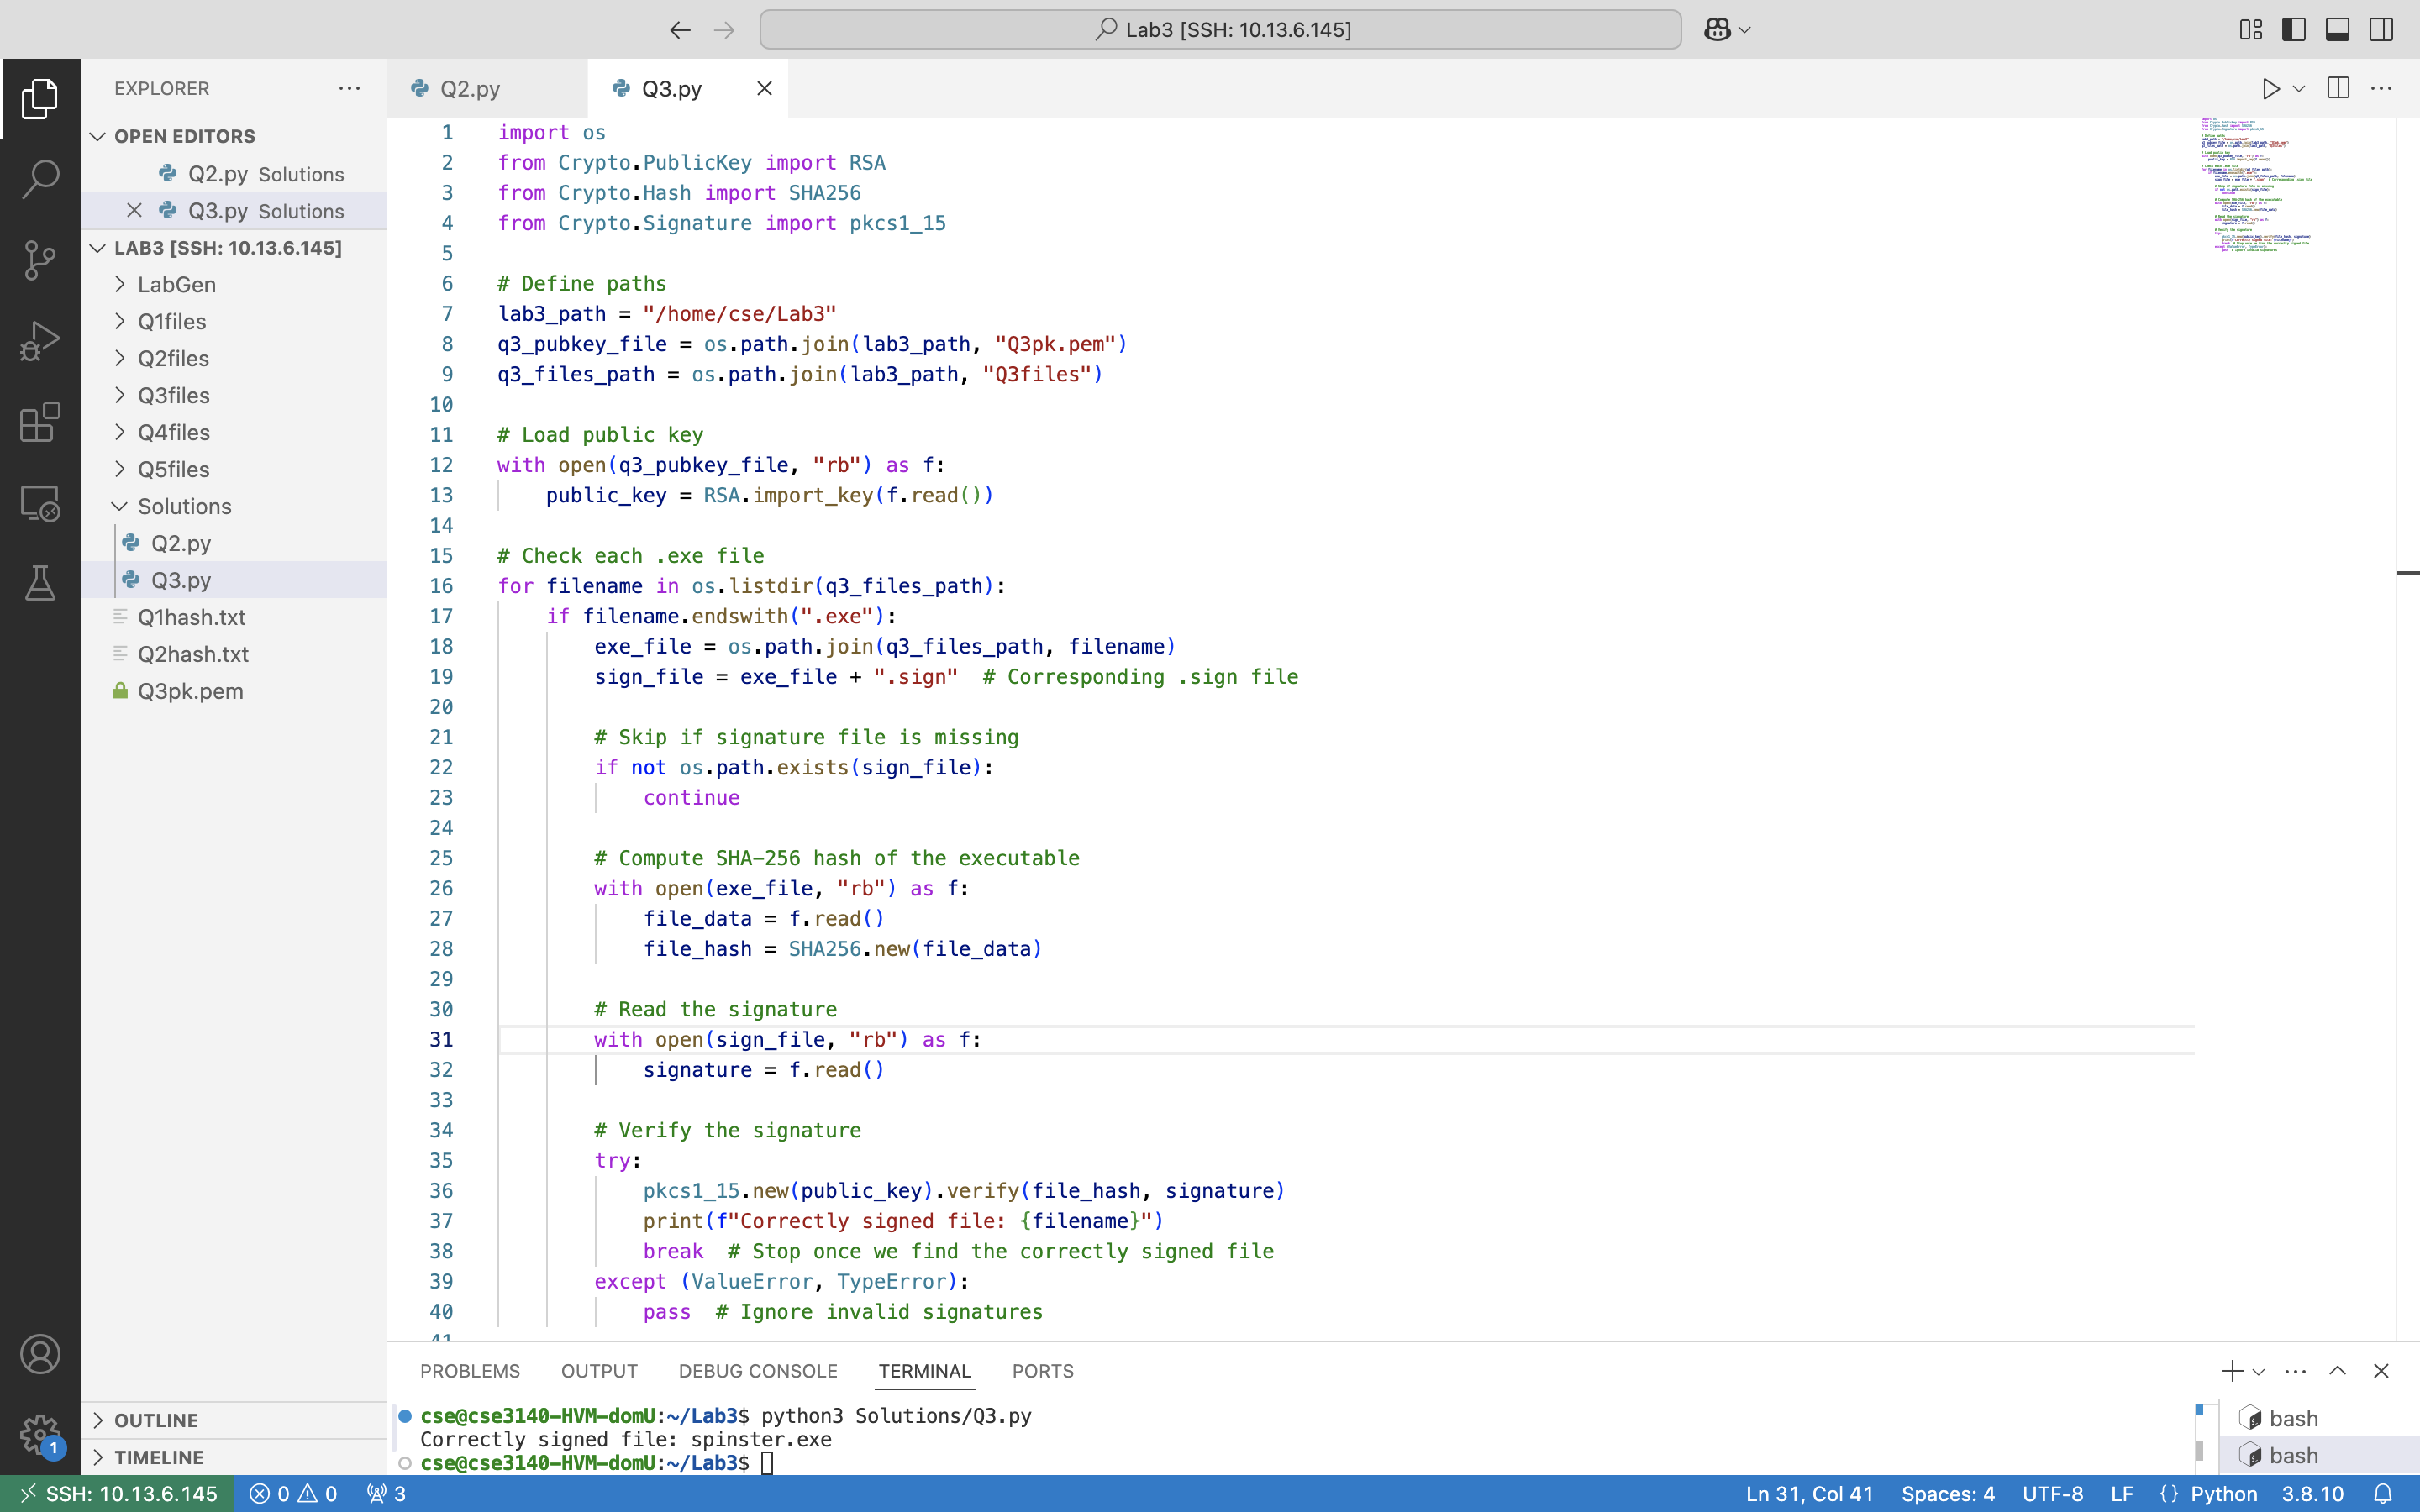 Lab3 [SSH: 10.13.6.145]
EXPLORER
OPEN EDITORS
Q2.py Solutions
Q3.py Solutions
LAB3 [SSH: 10.13.6.145]
LabGen
Q1files
Q2files
Q3files
Q4files
Q5files
Solutions
Q2.py
Q3.py
Q1hash.txt
Q2hash.txt
Q3pk.pem
OUTLINE
TIMELINE
1
Q2.py
Q3.py
1 import os
2 from Crypto.PublicKey import RSA
3 from Crypto.Hash import SHA256
4 from Crypto.Signature import pkcs1_15
5
6 # Define paths
7 lab3_path = "/home/cse/Lab3"
8 q3_pubkey_file = os.path.join(lab3_path, "Q3pk.pem")
9 q3_files_path = os.path.join(lab3_path, "Q3files")
10
11 # Load public key
12 with open(q3_pubkey_file, "rb") as f:
13     public_key = RSA.import_key(f.read())
14
15 # Check each .exe file
16 for filename in os.listdir(q3_files_path):
17     if filename.endswith(".exe"):
18         exe_file = os.path.join(q3_files_path, filename)
19         sign_file = exe_file + ".sign"  # Corresponding .sign file
20
21         # Skip if signature file is missing
22         if not os.path.exists(sign_file):
23             continue
24
25         # Compute SHA-256 hash of the executable
26         with open(exe_file, "rb") as f:
27             file_data = f.read()
28             file_hash = SHA256.new(file_data)
29
30         # Read the signature
31         with open(sign_file, "rb") as f:
32             signature = f.read()
33
34         # Verify the signature
35         try:
36             pkcs1_15.new(public_key).verify(file_hash, signature)
37             print(f"Correctly signed file: {filename}")
38             break  # Stop once we find the correctly signed file
39         except (ValueError, TypeError):
40             pass  # Ignore invalid signatures
41
PROBLEMS OUTPUT DEBUG CONSOLE TERMINAL PORTS
cse@cse3140-HVM-domU:~/Lab3$ python3 Solutions/Q3.py
Correctly signed file: spinster.exe
cse@cse3140-HVM-domU:~/Lab3$
bash
bash
SSH: 10.13.6.145 0 0 3 Ln 31, Col 41 Spaces: 4 UTF-8 LF {} Python 3.8.10